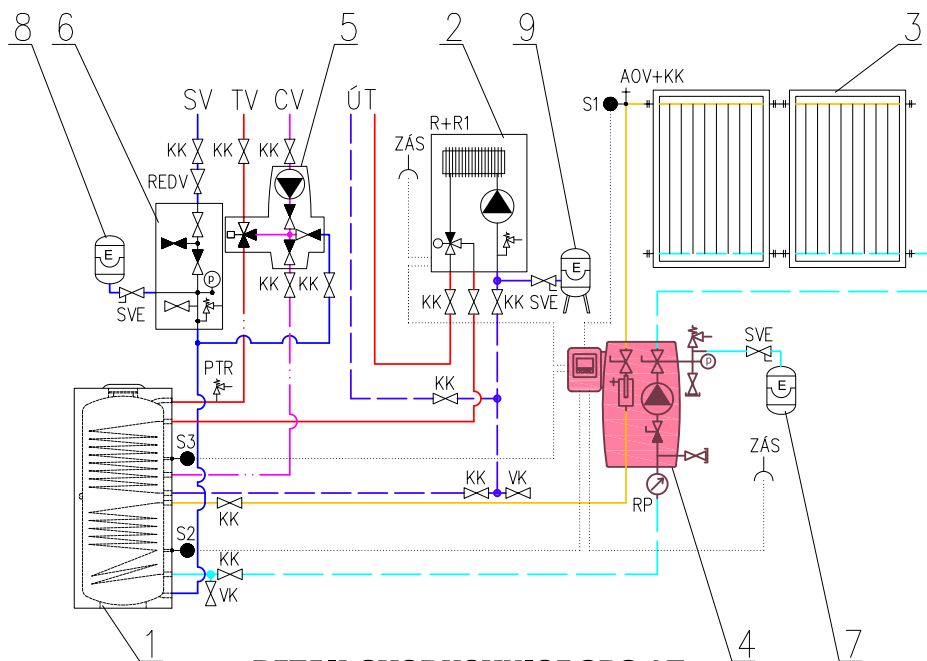 8 6 5 2 9 3
SV TV CV ÚT
AOV+KK
S1
R+R1
ZÁS
KK KK KK
REDV
E
P
E
SVE
KK KK
KK KK
SVE
PTR
SVE
P
E
KK
S3
ZÁS
KK VK
KK
RP
S2
KK
VK
1 4 7